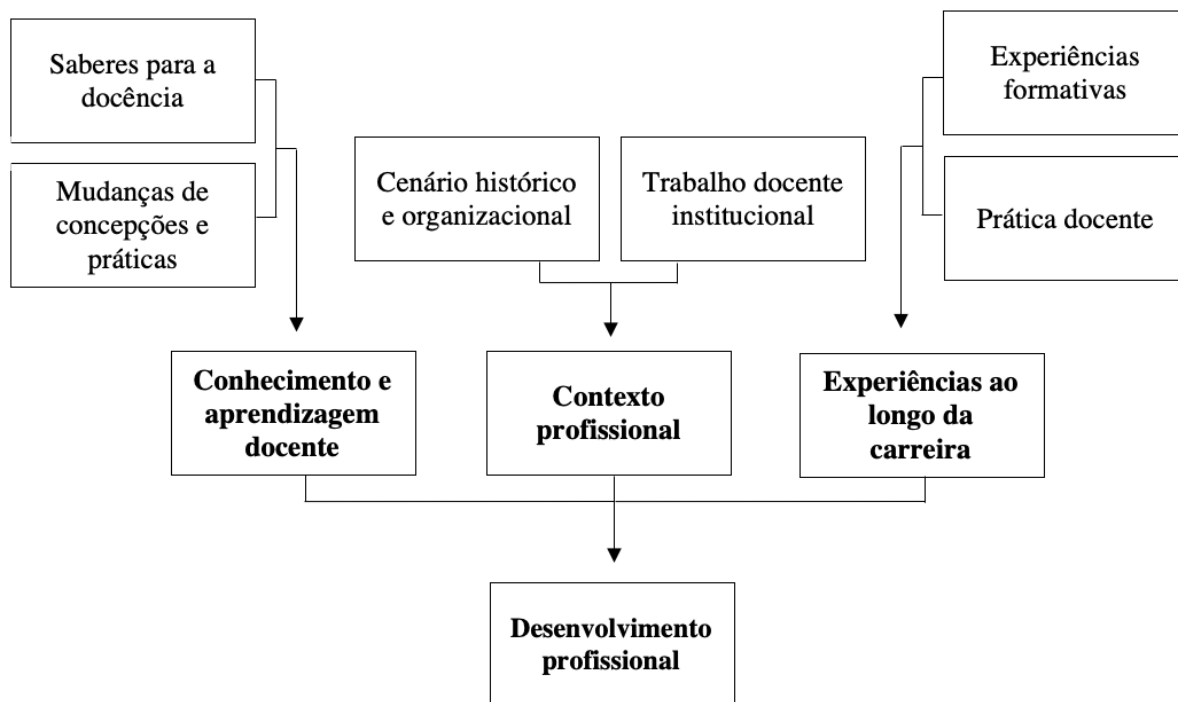 Saberes para a
docência
Mudanças de
concepções e
práticas
Cenário histórico
e organizacional
Trabalho docente
institucional
Experiências
formativas
Prática docente
Conhecimento e
aprendizagem
docente
Contexto
profissional
Experiências ao
longo da
carreira
Desenvolvimento
profissional